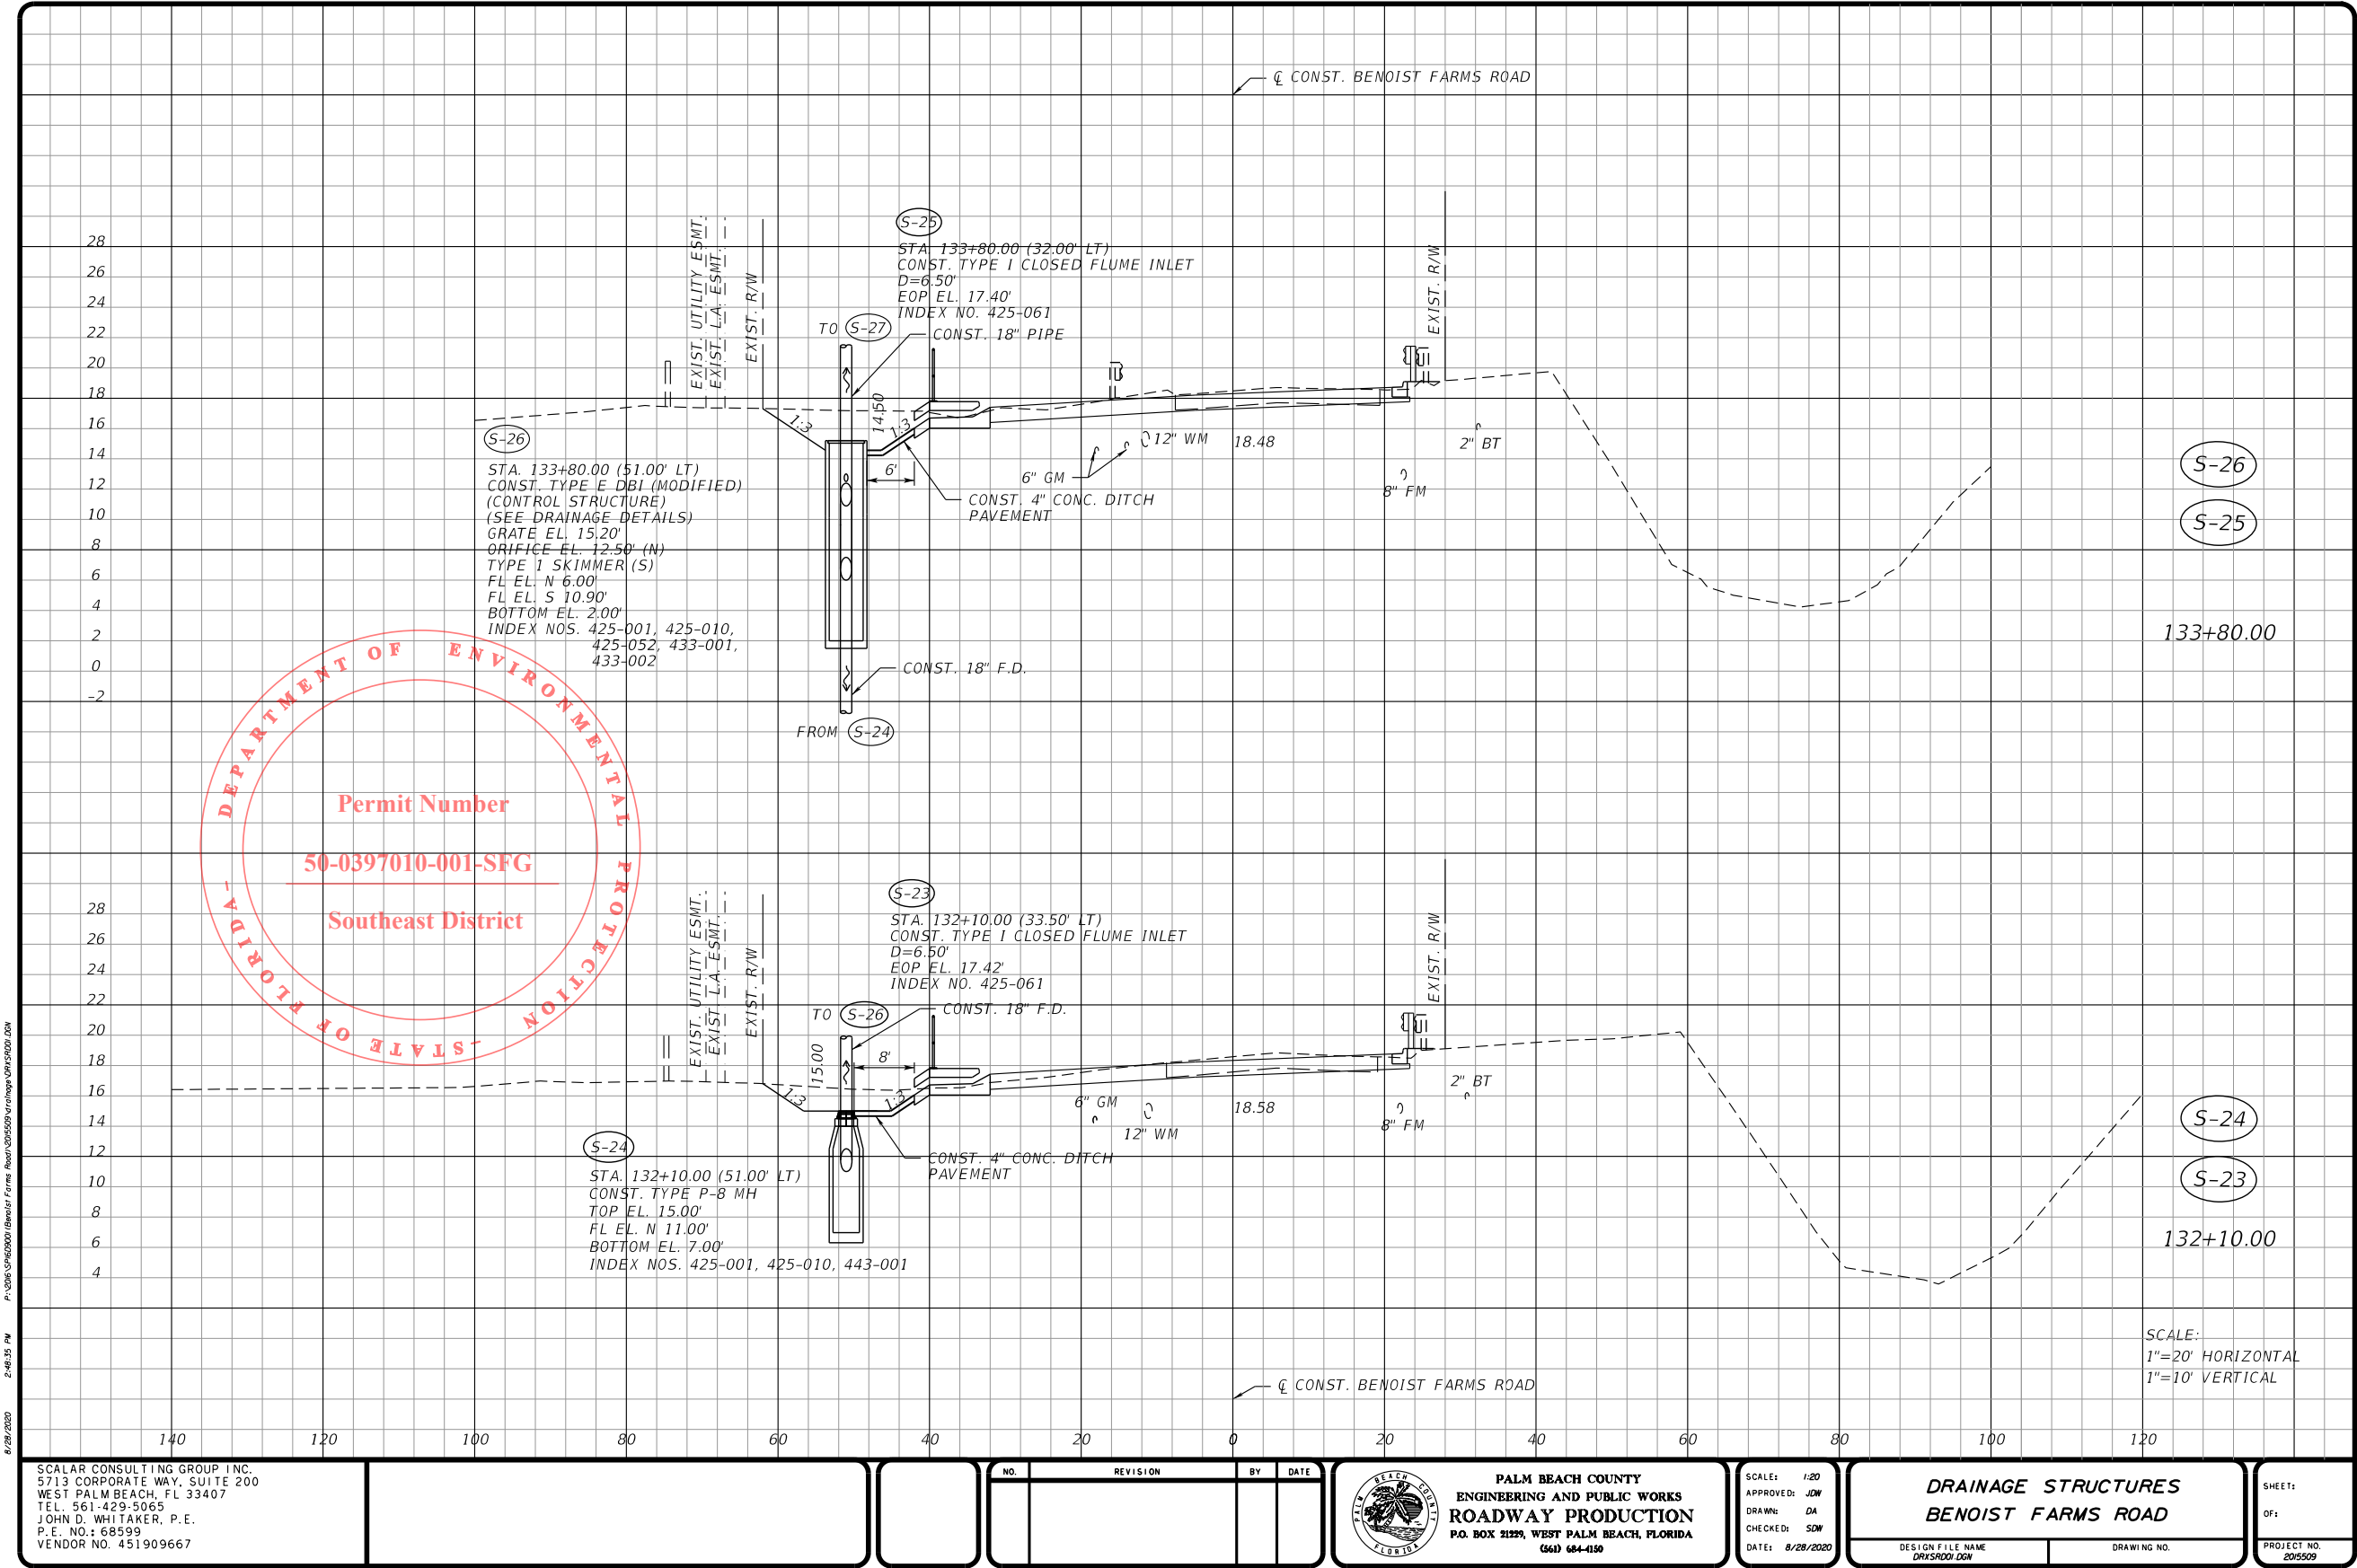 ℄ CONST. BENOIST FARMS ROAD
28
26
24
22
20
18
16
14
12
10
8
6
4
2
0
-2
EXIST. UTILITY ESMT.
EXIST. L.A. ESMT.
EXIST. R/W
S-25
STA. 133+80.00 (32.00' LT)
CONST. TYPE I CLOSED FLUME INLET
D=6.50'
EOP EL. 17.40'
INDEX NO. 425-061
TO S-27
CONST. 18" PIPE
EXIST. R/W
14.50
1:3
1:3
6'
S-26
STA. 133+80.00 (51.00' LT)
CONST. TYPE E DBI (MODIFIED)
(CONTROL STRUCTURE)
(SEE DRAINAGE DETAILS)
GRATE EL. 15.20'
ORIFICE EL. 12.50' (N)
TYPE 1 SKIMMER (S)
FL EL. N 6.00'
FL EL. S 10.90'
BOTTOM EL. 2.00'
INDEX NOS. 425-001, 425-010,
425-052, 433-001,
433-002
CONST. 4" CONC. DITCH
PAVEMENT
6" GM
12" WM
18.48
2" BT
8" FM
CONST. 18" F.D.
FROM S-24
S-26
S-25
133+80.00
DEPARTMENT OF ENVIRONMENTAL PROTECTION
-STATE OF FLORIDA-
Permit Number
50-0397010-001-SFG
Southeast District
28
26
24
22
20
18
16
14
12
10
8
6
4
EXIST. UTILITY ESMT.
EXIST. L.A. ESMT.
EXIST. R/W
S-23
STA. 132+10.00 (33.50' LT)
CONST. TYPE I CLOSED FLUME INLET
D=6.50'
EOP EL. 17.42'
INDEX NO. 425-061
TO S-26
CONST. 18" F.D.
EXIST. R/W
15.00
8'
1:3
1:3
S-24
STA. 132+10.00 (51.00' LT)
CONST. TYPE P-8 MH
TOP EL. 15.00'
FL EL. N 11.00'
BOTTOM EL. 7.00'
INDEX NOS. 425-001, 425-010, 443-001
CONST. 4" CONC. DITCH
PAVEMENT
6" GM
12" WM
18.58
2" BT
8" FM
S-24
S-23
132+10.00
SCALE:
1"=20' HORIZONTAL
1"=10' VERTICAL
℄ CONST. BENOIST FARMS ROAD
140 120 100 80 60 40 20 0 20 40 60 80 100 120
SCALAR CONSULTING GROUP INC.
5713 CORPORATE WAY, SUITE 200
WEST PALM BEACH, FL 33407
TEL. 561-429-5065
JOHN D. WHITAKER, P.E.
P.E. NO.: 68599
VENDOR NO. 451909667
NO. REVISION BY DATE
PALM BEACH COUNTY
FLORIDA
PALM BEACH COUNTY
ENGINEERING AND PUBLIC WORKS
ROADWAY PRODUCTION
P.O. BOX 21229, WEST PALM BEACH, FLORIDA
(561) 684-4150
SCALE: 1:20
APPROVED: JDW
DRAWN: DA
CHECKED: SDW
DATE: 8/28/2020
DRAINAGE STRUCTURES
BENOIST FARMS ROAD
DESIGN FILE NAME
DRXSRD01.DGN
DRAWING NO.
SHEET:
OF:
PROJECT NO.
2015509
8/28/2020 2:48:35 PM